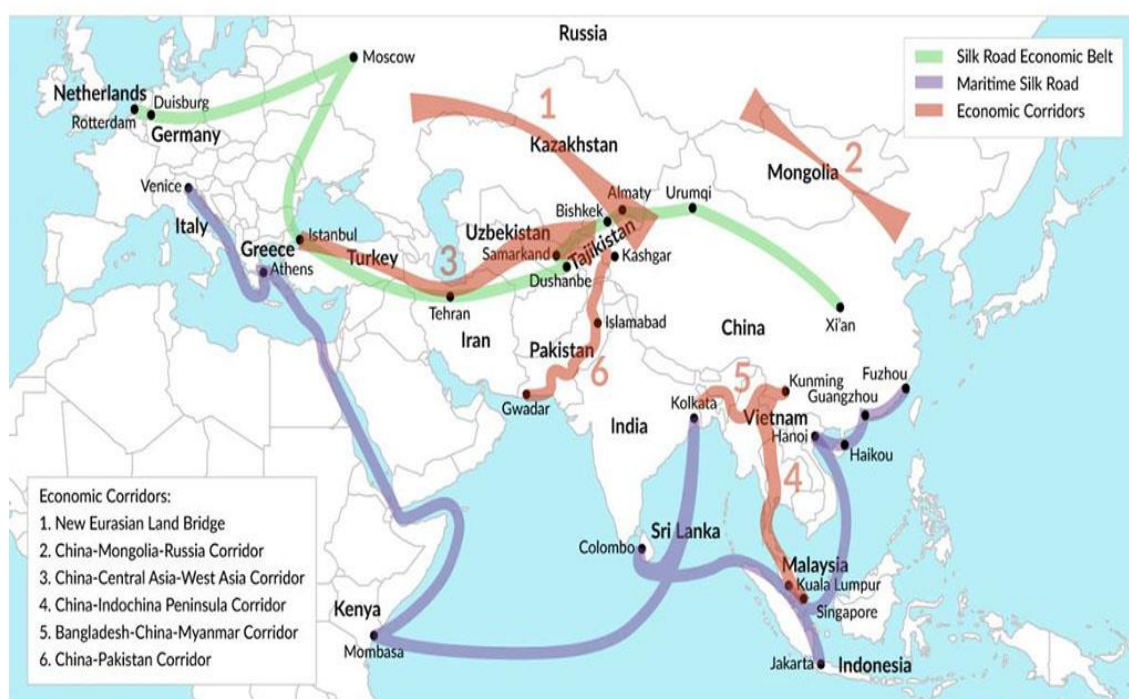 Russia
Moscow
Silk Road Economic Belt
Maritime Silk Road
Economic Corridors
Netherlands
Duisburg
Rotterdam
Germany
1
Kazakhstan
2
Mongolia
Venice
Italy
Almaty
Urumqi
Bishkek
Istanbul
Greece
Turkey
Athens
3
Uzbekistan
Samarkand
Tajikistan
Kashgar
Dushanbe
Tehran
Iran
Islamabad
Pakistan
6
Gwadar
China
Xi'an
India
Kolkata
5
Kunming
Fuzhou
Guangzhou
Vietnam
Hanoi
Haikou
4
Sri Lanka
Colombo
Malaysia
Kuala Lumpur
Singapore
Jakarta
Indonesia
Kenya
Mombasa
Economic Corridors:
1. New Eurasian Land Bridge
2. China-Mongolia-Russia Corridor
3. China-Central Asia-West Asia Corridor
4. China-Indochina Peninsula Corridor
5. Bangladesh-China-Myanmar Corridor
6. China-Pakistan Corridor